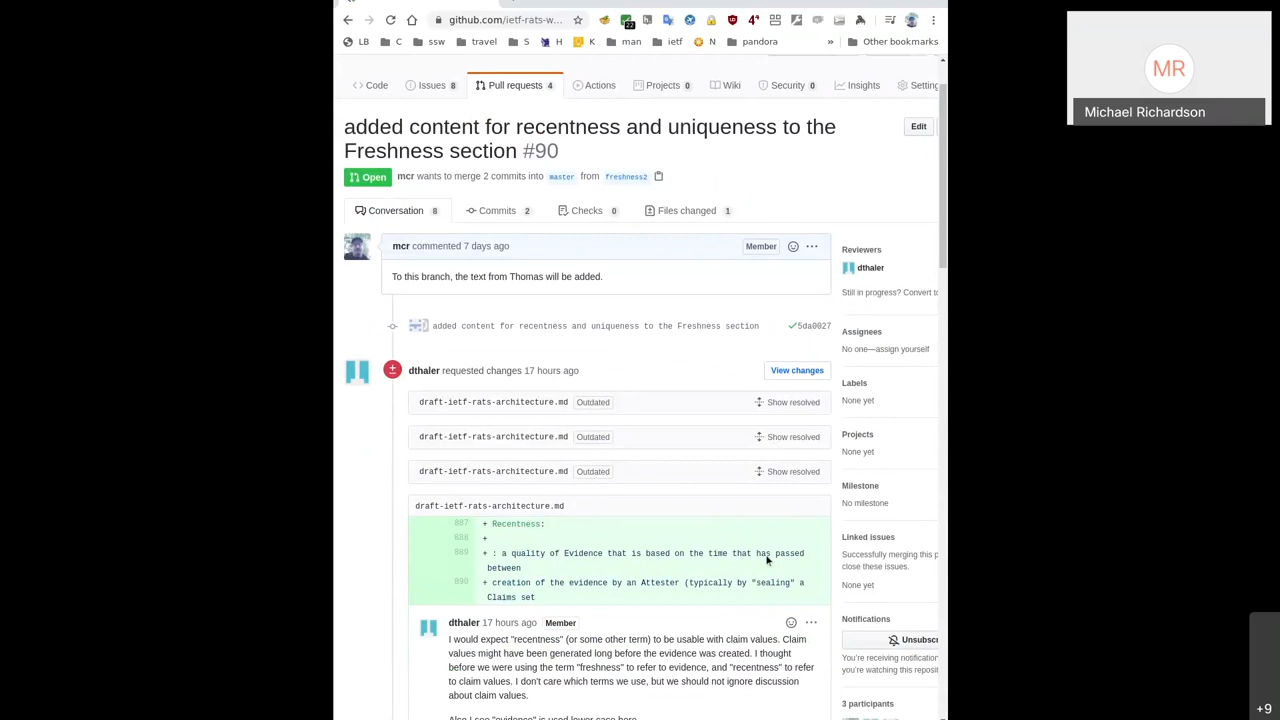 github.com/ietf-rats-w...
22
4⁹
LB C ssw travel S H K man ietf N pandora » Other bookmarks
Code Issues 8 Pull requests 4 Actions Projects 0 Wiki Security 0 Insights Setting
added content for recentness and uniqueness to the
Freshness section #90
Edit
Open mcr wants to merge 2 commits into master from freshness2
Conversation 8 Commits 2 Checks 0 Files changed 1
mcr commented 7 days ago Member
To this branch, the text from Thomas will be added.
added content for recentness and uniqueness to the Freshness section 5da0027
dthaler requested changes 17 hours ago View changes
draft-ietf-rats-architecture.md Outdated Show resolved
draft-ietf-rats-architecture.md Outdated Show resolved
draft-ietf-rats-architecture.md Outdated Show resolved
draft-ietf-rats-architecture.md
887 + Recentness:
888 +
889 + : a quality of Evidence that is based on the time that has passed
between
890 + creation of the evidence by an Attester (typically by "sealing" a
Claims set
dthaler 17 hours ago Member
I would expect "recentness" (or some other term) to be usable with claim values. Claim
values might have been generated long before the evidence was created. I thought
before we were using the term "freshness" to refer to evidence, and "recentness" to refer
to claim values. I don't care which terms we use, but we should not ignore discussion
about claim values.
Also I see "evidence" is used lower case here
Reviewers
dthaler
Still in progress? Convert to
Assignees
No one—assign yourself
Labels
None yet
Projects
None yet
Milestone
No milestone
Linked issues
Successfully merging this p
close these issues.
None yet
Notifications
Unsubscr
You're receiving notification
you're watching this reposit
3 participants
MR
Michael Richardson
+9